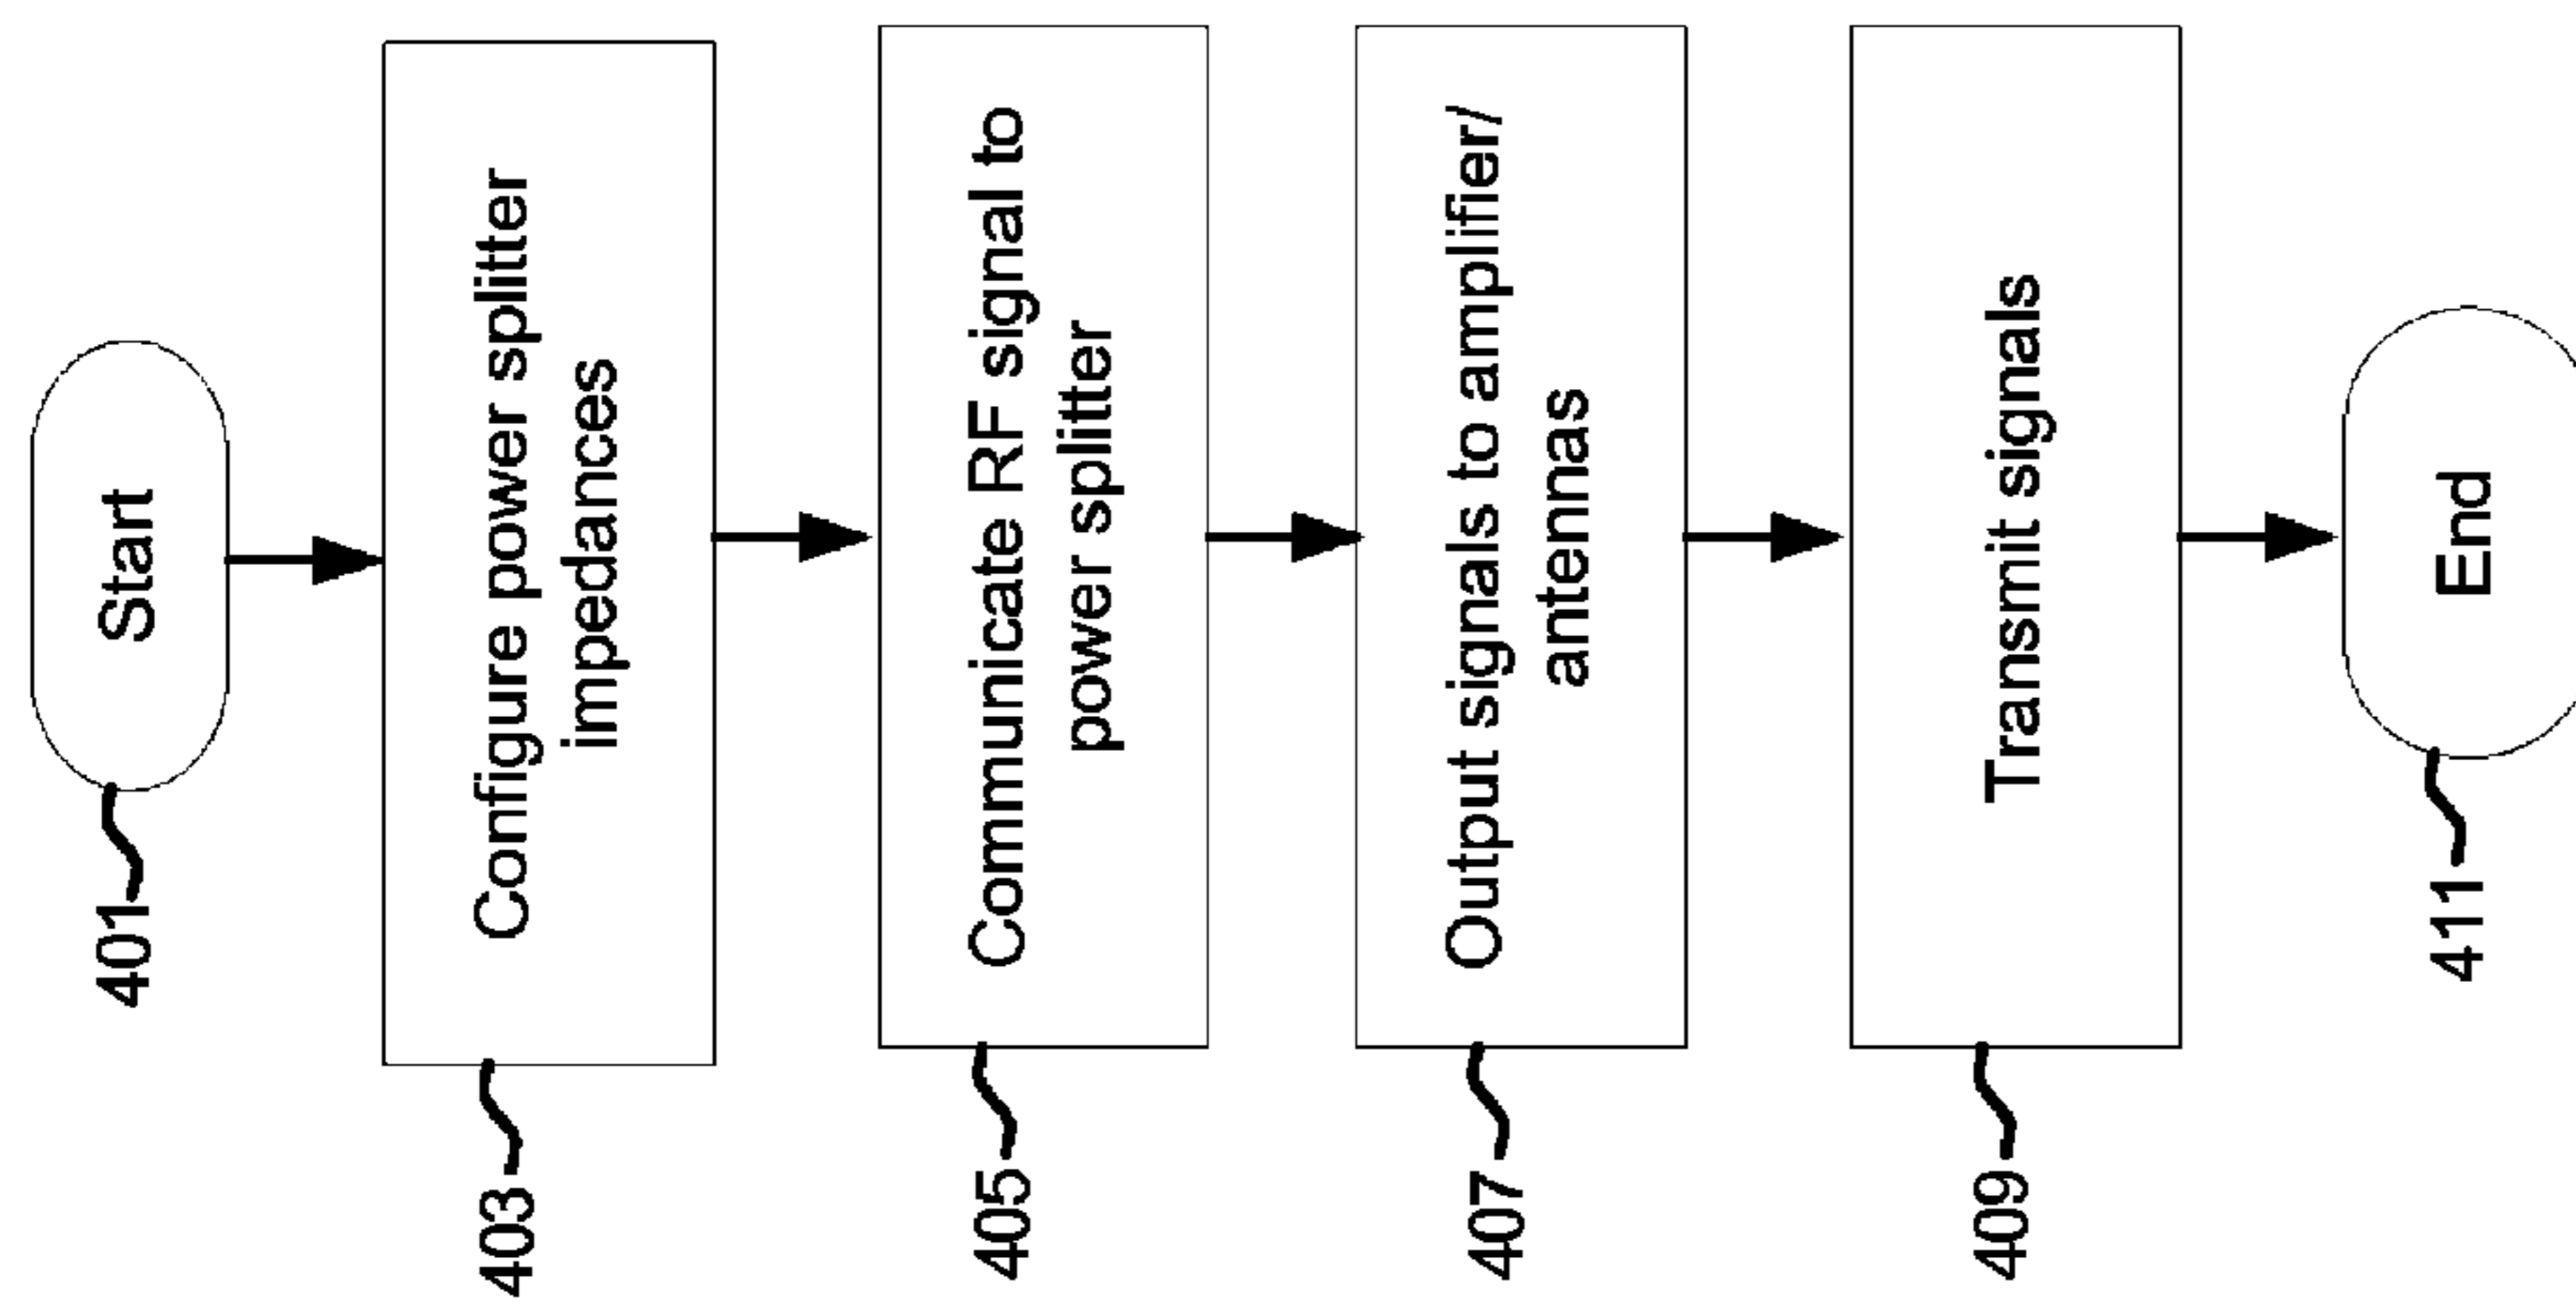 401
Start
403
Configure power splitter
impedances
405
Communicate RF signal to
power splitter
407
Output signals to amplifier/
antennas
409
Transmit signals
411
End